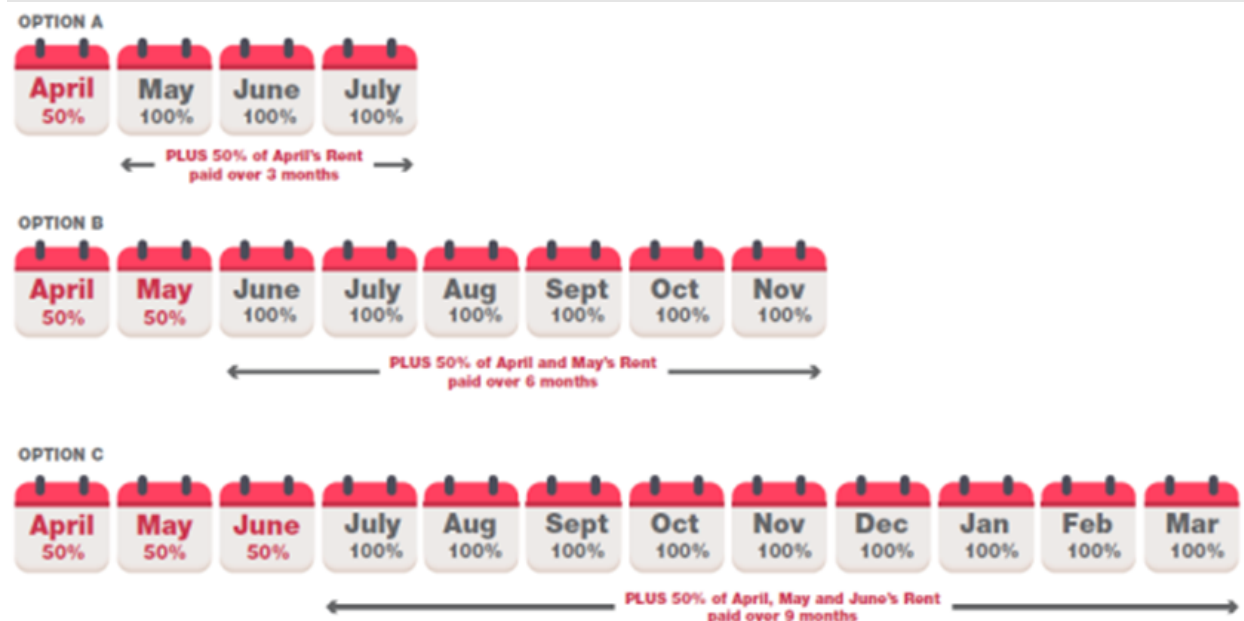 OPTION A
April May June July
50% 100% 100% 100%
PLUS 50% of April's Rent
paid over 3 months
OPTION B
April May June July Aug Sept Oct Nov
50% 50% 100% 100% 100% 100% 100% 100%
PLUS 50% of April and May's Rent
paid over 6 months
OPTION C
April May June July Aug Sept Oct Nov Dec Jan Feb Mar
50% 50% 50% 100% 100% 100% 100% 100% 100% 100% 100% 100%
PLUS 50% of April, May and June's Rent
paid over 9 months